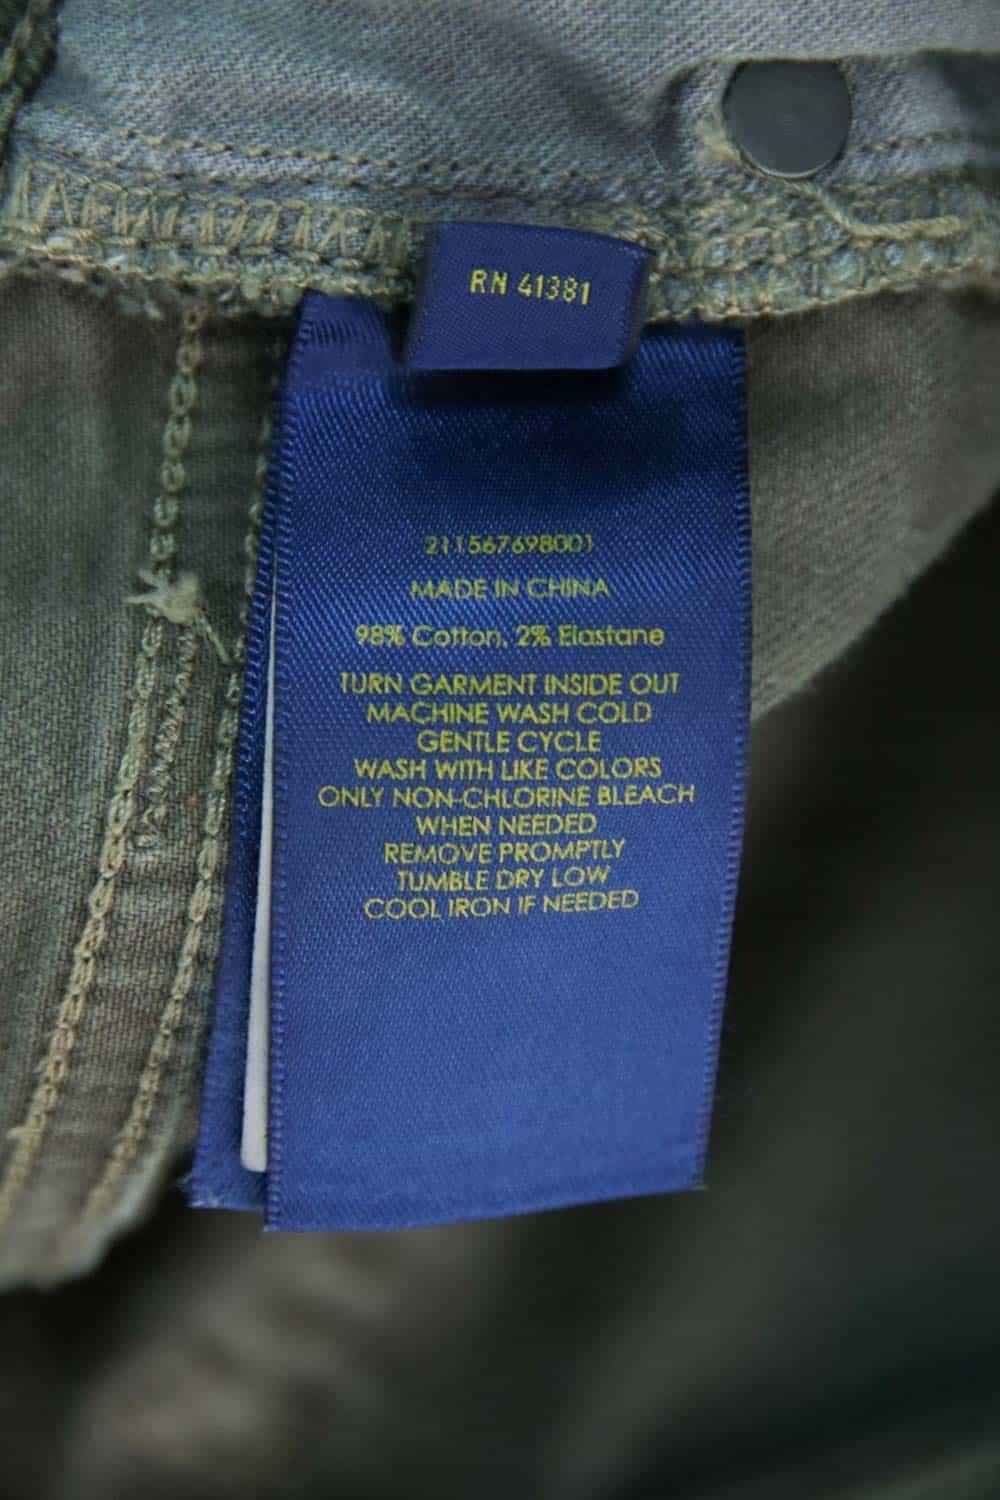 RN 41381
211567698001
MADE IN CHINA
98% Cotton, 2% Elastane
TURN GARMENT INSIDE OUT
MACHINE WASH COLD
GENTLE CYCLE
WASH WITH LIKE COLORS
ONLY NON-CHLORINE BLEACH
WHEN NEEDED
REMOVE PROMPTLY
TUMBLE DRY LOW
COOL IRON IF NEEDED